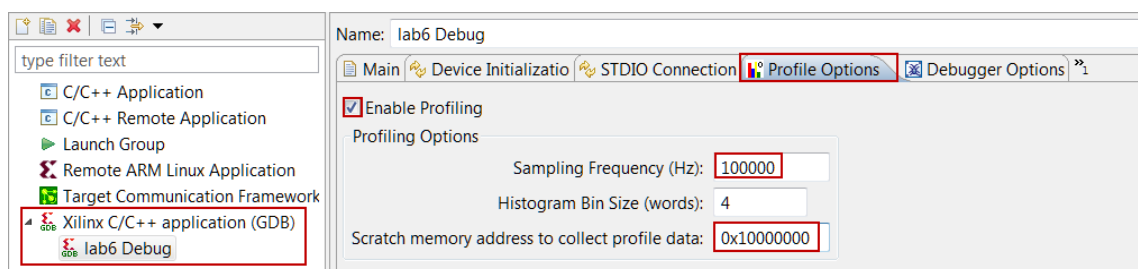 Name: lab6 Debug
type filter text
Main Device Initializatio STDIO Connection Profile Options Debugger Options »1
C/C++ Application
C/C++ Remote Application
Launch Group
Remote ARM Linux Application
Target Communication Framework
Xilinx C/C++ application (GDB)
lab6 Debug
Enable Profiling
Profiling Options
Sampling Frequency (Hz): 100000
Histogram Bin Size (words): 4
Scratch memory address to collect profile data: 0x10000000